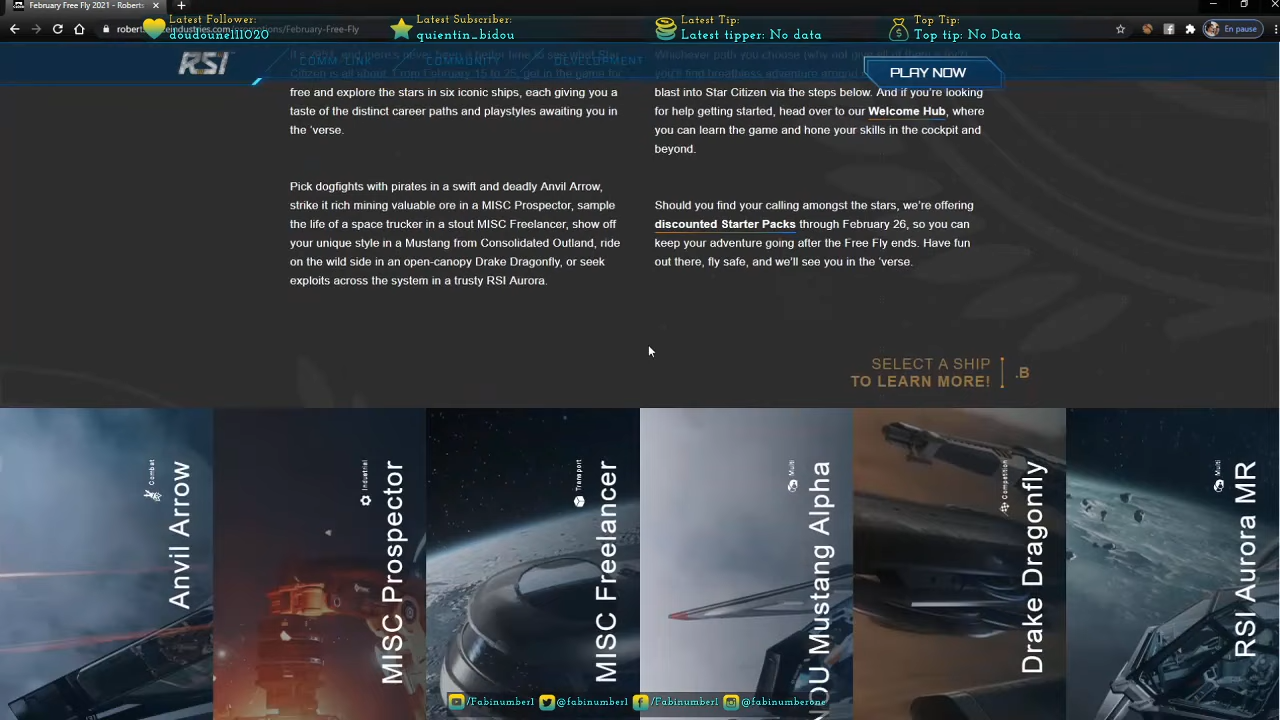 February Free Fly 2021 - Roberts
Latest Follower:
doudounell1020
Latest Subscriber:
quientin_bidou
Latest Tip:
Latest tipper: No data
Top Tip:
Top tip: No Data
En pause
RSI
COMM-LINK
COMMUNITY
DEVELOPMENT
PLAY NOW
free and explore the stars in six iconic ships, each giving you a
taste of the distinct career paths and playstyles awaiting you in
the 'verse.
Pick dogfights with pirates in a swift and deadly Anvil Arrow,
strike it rich mining valuable ore in a MISC Prospector, sample
the life of a space trucker in a stout MISC Freelancer, show off
your unique style in a Mustang from Consolidated Outland, ride
on the wild side in an open-canopy Drake Dragonfly, or seek
exploits across the system in a trusty RSI Aurora.
blast into Star Citizen via the steps below. And if you're looking
for help getting started, head over to our Welcome Hub, where
you can learn the game and hone your skills in the cockpit and
beyond.
Should you find your calling amongst the stars, we're offering
discounted Starter Packs through February 26, so you can
keep your adventure going after the Free Fly ends. Have fun
out there, fly safe, and we'll see you in the 'verse.
SELECT A SHIP
TO LEARN MORE!
.B
Combat
Anvil Arrow
Industrial
MISC Prospector
Transport
MISC Freelancer
Multi
Mustang Alpha
Competition
Drake Dragonfly
Multi
RSI Aurora MR
/Fabinumber1
@fabinumber1
/Fabinumber1
@fabinumberone